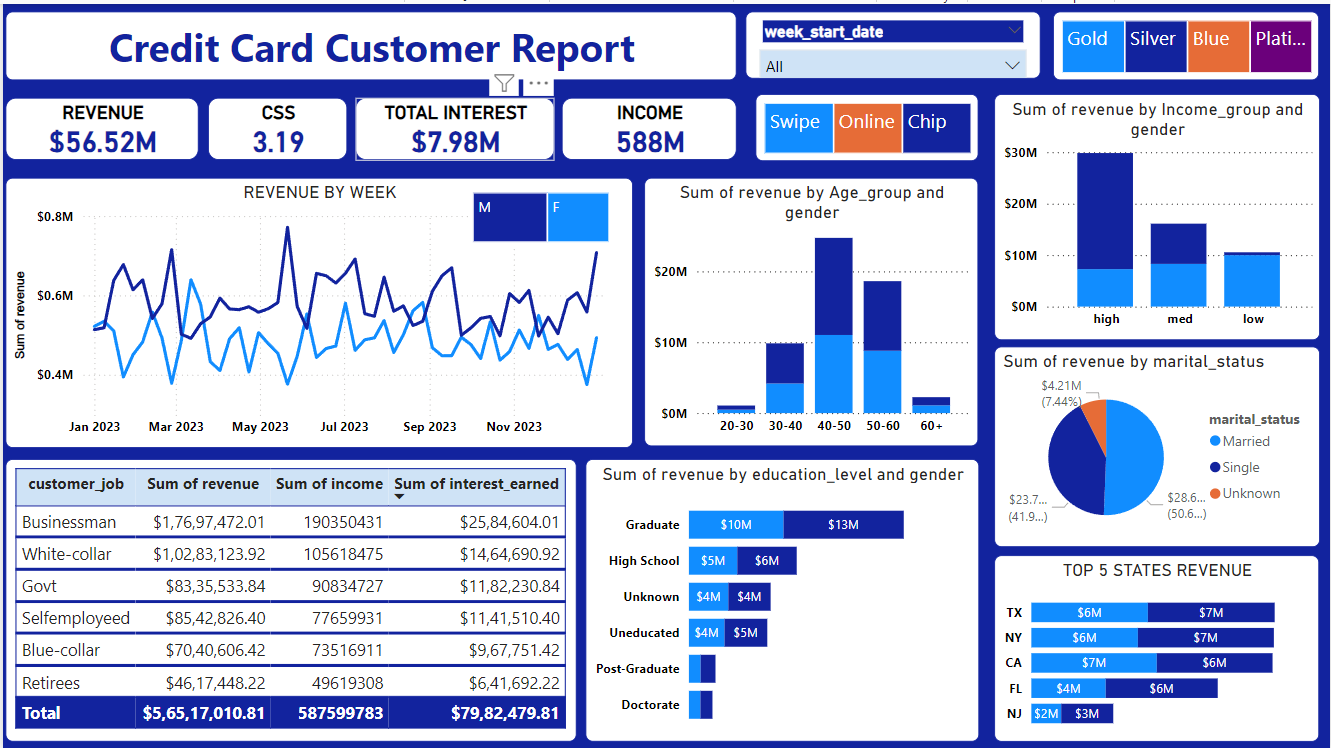 Credit Card Customer Report
week_start_date
All
Gold Silver Blue Plati...
REVENUE
$56.52M
CSS
3.19
TOTAL INTEREST
$7.98M
INCOME
588M
Swipe Online Chip
REVENUE BY WEEK
M F
Sum of revenue
$0.8M
$0.6M
$0.4M
Jan 2023 Mar 2023 May 2023 Jul 2023 Sep 2023 Nov 2023
Sum of revenue by Age_group and
gender
$20M
$10M
$0M
20-30 30-40 40-50 50-60 60+
Sum of revenue by Income_group and
gender
$30M
$20M
$10M
$0M
high med low
Sum of revenue by marital_status
$4.21M
(7.44%)
$23.7...
(41.9...)
$28.6...
(50.6...)
marital_status
Married
Single
Unknown
customer_job Sum of revenue Sum of income Sum of interest_earned
Businessman $1,76,97,472.01 190350431 $25,84,604.01
White-collar $1,02,83,123.92 105618475 $14,64,690.92
Govt $83,35,533.84 90834727 $11,82,230.84
Selfemployeed $85,42,826.40 77659931 $11,41,510.40
Blue-collar $70,40,606.42 73516911 $9,67,751.42
Retirees $46,17,448.22 49619308 $6,41,692.22
Total $5,65,17,010.81 587599783 $79,82,479.81
Sum of revenue by education_level and gender
Graduate $10M $13M
High School $5M $6M
Unknown $4M $4M
Uneducated $4M $5M
Post-Graduate
Doctorate
TOP 5 STATES REVENUE
TX $6M $7M
NY $6M $7M
CA $7M $6M
FL $4M $6M
NJ $2M $3M